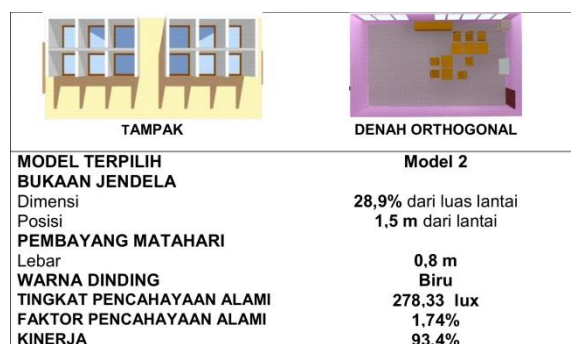 TAMPAK DENAH ORTHOGONAL
MODEL TERPILIH Model 2
BUKAAN JENDELA
Dimensi 28,9% dari luas lantai
Posisi 1,5 m dari lantai
PEMBAYANG MATAHARI
Lebar 0,8 m
WARNA DINDING Biru
TINGKAT PENCAHAYAAN ALAMI 278,33 lux
FAKTOR PENCAHAYAAN ALAMI 1,74%
KINERJA 93,4%